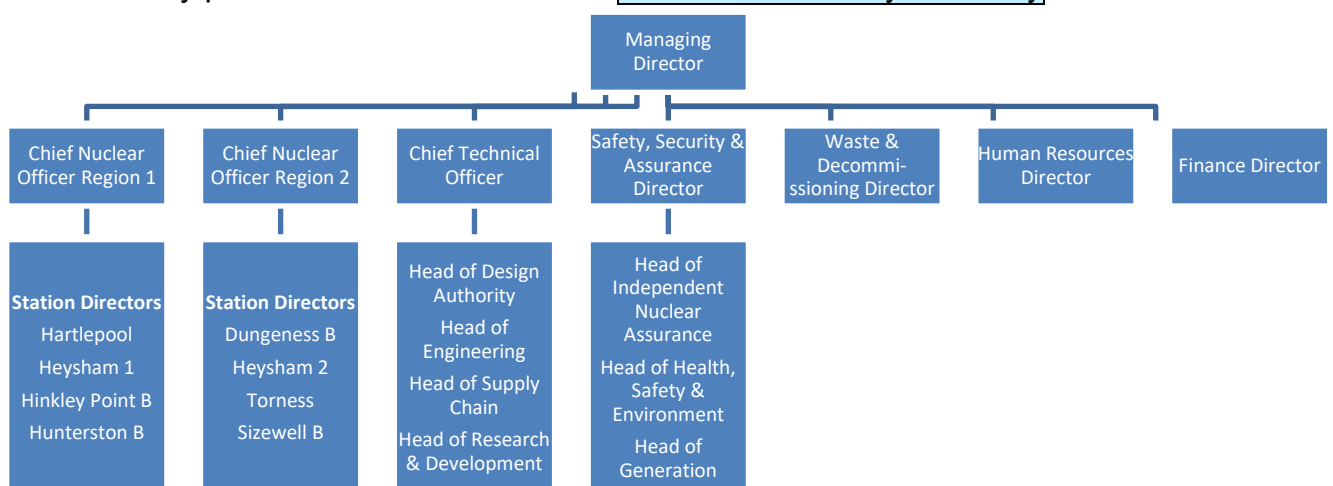 Managing
Director
Chief Nuclear
Officer Region 1
Chief Nuclear
Officer Region 2
Chief Technical
Officer
Safety, Security &
Assurance
Director
Waste &
Decommi-
ssioning Director
Human Resources
Director
Finance Director
Station Directors
Hartlepool
Heysham 1
Hinkley Point B
Hunterston B
Station Directors
Dungeness B
Heysham 2
Torness
Sizewell B
Head of Design
Authority
Head of
Engineering
Head of Supply
Chain
Head of Research
& Development
Head of
Independent
Nuclear
Assurance
Head of Health,
Safety &
Environment
Head of
Generation